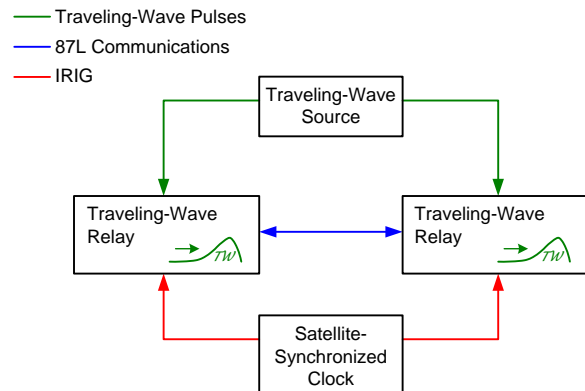 Traveling-Wave Pulses
87L Communications
IRIG
Traveling-Wave
Source
Traveling-Wave
Relay
TW
Traveling-Wave
Relay
TW
Satellite-
Synchronized
Clock